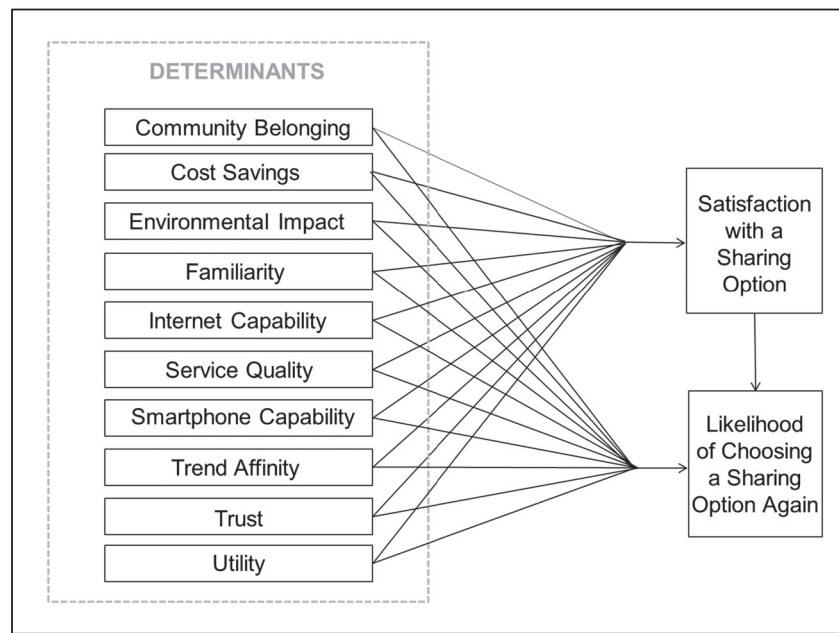 DETERMINANTS
Community Belonging
Cost Savings
Environmental Impact
Familiarity
Internet Capability
Service Quality
Smartphone Capability
Trend Affinity
Trust
Utility
Satisfaction
with a
Sharing
Option
Likelihood
of Choosing
a Sharing
Option Again